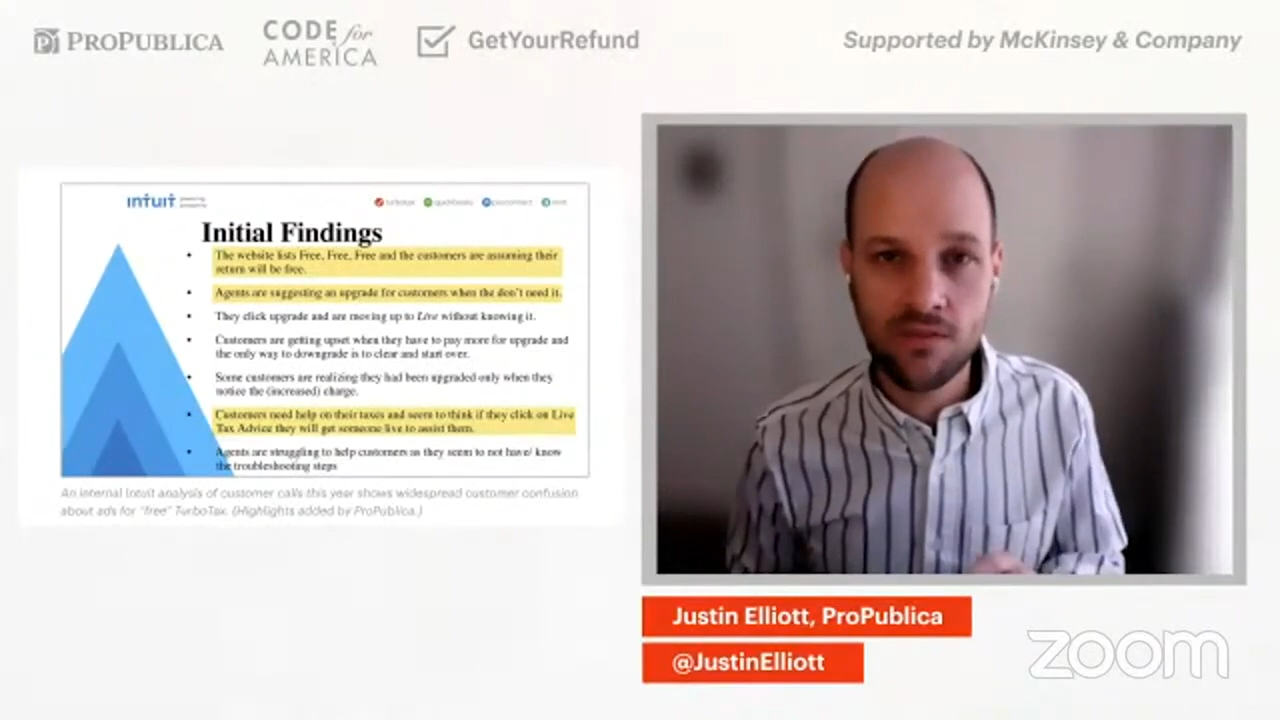 PROPUBLICA
CODE for
AMERICA
GetYourRefund
Supported by McKinsey & Company
ıntuıt
turbotax quickbooks proconnect mint
Initial Findings
• The website lists Free, Free, Free and the customers are assuming their
return will be free.
• Agents are suggesting an upgrade for customers when the don't need it.
• They click upgrade and are moving up to Live without knowing it.
• Customers are getting upset when they have to pay more for upgrade and
the only way to downgrade is to clear and start over.
• Some customers are realizing they had been upgraded only when they
notice the (increased) charge.
• Customers need help on their taxes and seem to think if they click on Live
Tax Advice they will get someone live to assist them.
• Agents are struggling to help customers as they seem to not have/ know
the troubleshooting steps
An internal Intuit analysis of customer calls this year shows widespread customer confusion
about ads for "free" TurboTax. (Highlights added by ProPublica.)
Justin Elliott, ProPublica
@JustinElliott
zoom